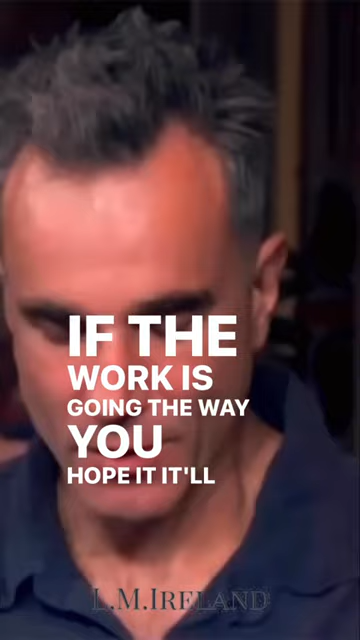 IF THE
WORK IS
GOING THE WAY
YOU
HOPE IT IT'LL
L.M.IRELAND